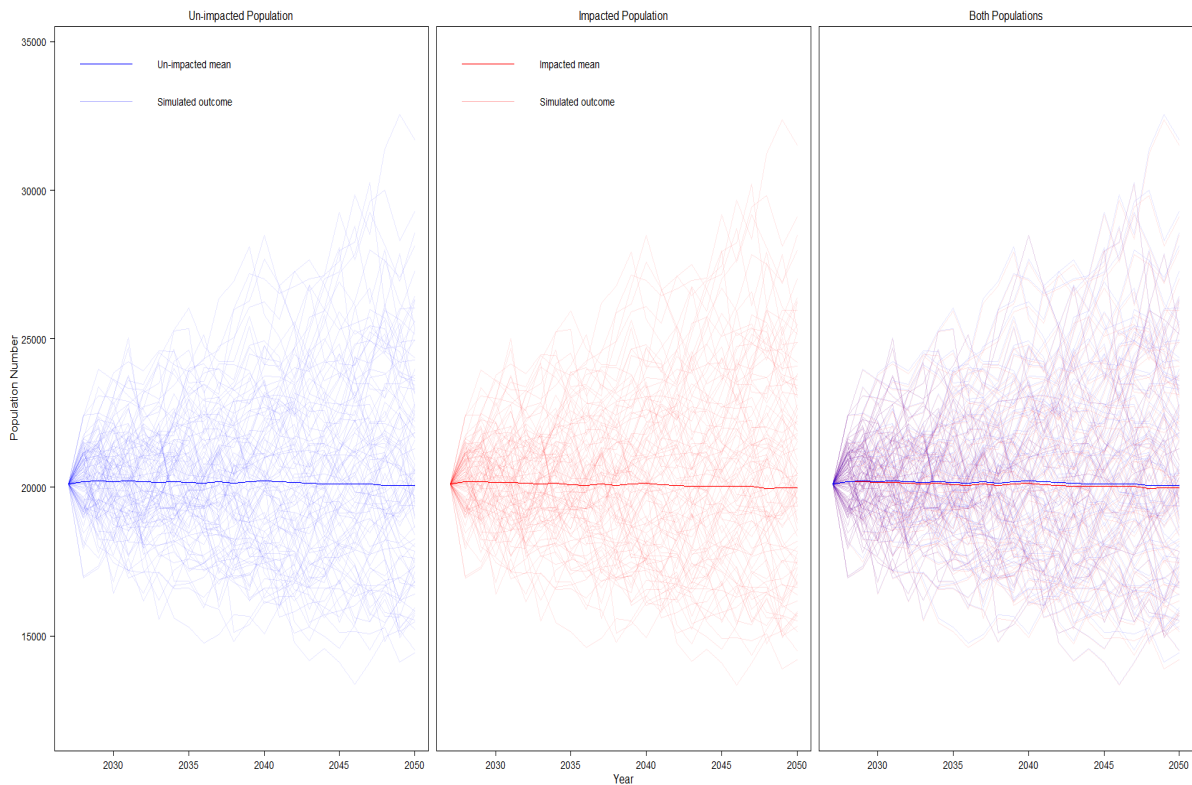 Un-impacted Population
Impacted Population
Both Populations
Un-impacted mean
Simulated outcome
Impacted mean
Simulated outcome
Population Number
35000
30000
25000
20000
15000
2030 2035 2040 2045 2050
2030 2035 2040 2045 2050
2030 2035 2040 2045 2050
Year